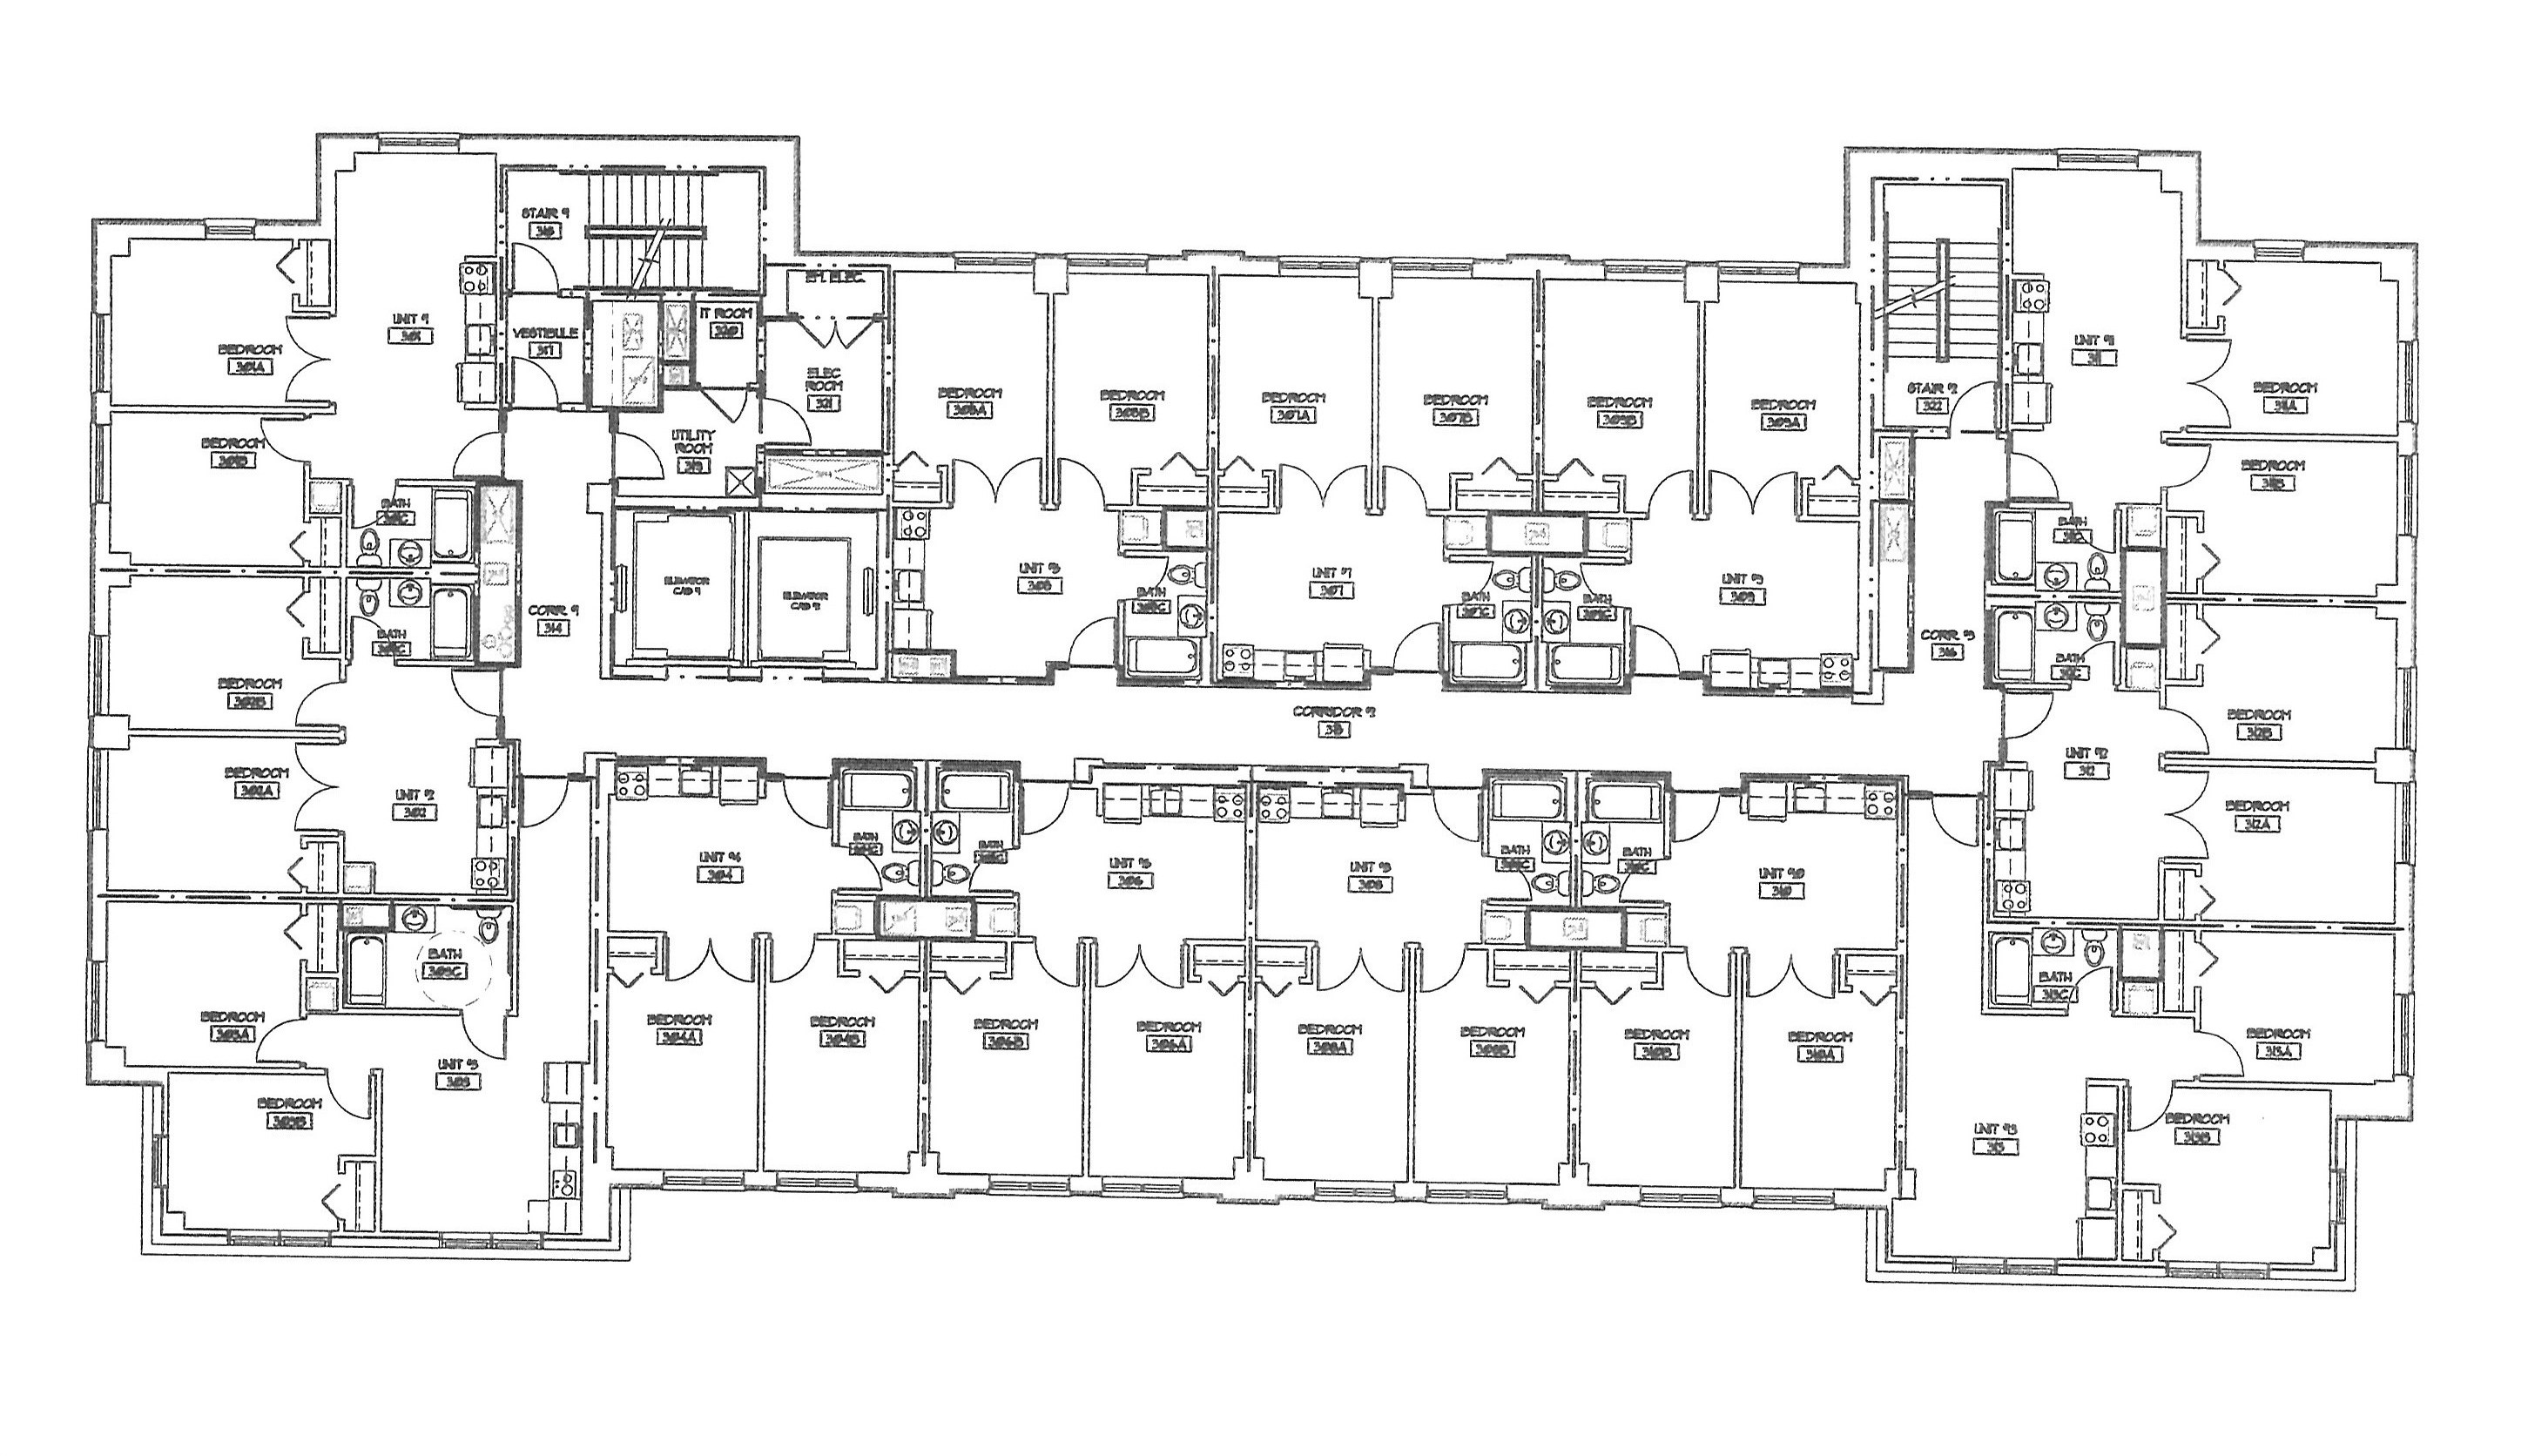 STAIR #1
318
UNIT #1
301
BEDROOM
301A
VESTIBULE
317
IT ROOM
320
EM. ELEC.
ELEC
ROOM
321
UTILITY
ROOM
319
BEDROOM
301B
BATH
301C
BEDROOM
BEDROOM
BEDROOM
307A
BEDROOM
307B
BEDROOM
309B
BEDROOM
309A
STAIR #2
322
UNIT #11
311
BEDROOM
311A
BEDROOM
311B
BATH
311C
ELEVATOR
CAB #1
ELEVATOR
CAB #2
CORR. #1
314
BATH
302C
BEDROOM
302B
UNIT #5
BATH
UNIT #7
307
BATH
307C
BATH
309C
UNIT #9
309
CORR. #3
316
BATH
312C
BEDROOM
312B
CORRIDOR #2
315
BEDROOM
302A
UNIT #2
302
UNIT #12
312
BEDROOM
312A
UNIT #4
304
BATH
304C
BATH
306C
UNIT #6
306
UNIT #8
308
BATH
308C
BATH
310C
UNIT #10
310
BATH
303C
BEDROOM
303A
UNIT #3
303
BEDROOM
303B
BEDROOM
304A
BEDROOM
304B
BEDROOM
306B
BEDROOM
306A
BEDROOM
308A
BEDROOM
308B
BEDROOM
310B
BEDROOM
310A
BATH
313C
BEDROOM
313A
UNIT #13
313
BEDROOM
313B